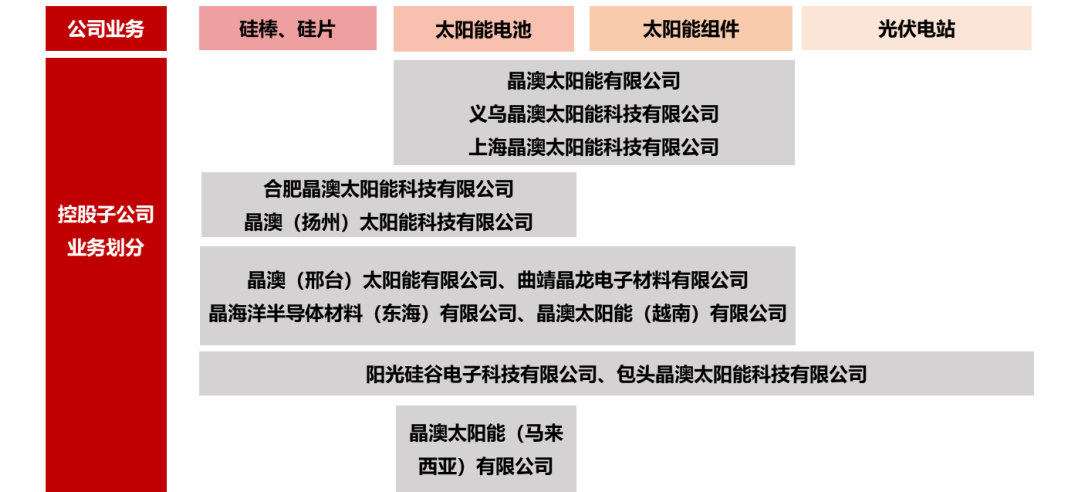 公司业务
硅棒、硅片
太阳能电池
太阳能组件
光伏电站
控股子公司
业务划分
晶澳太阳能有限公司
义乌晶澳太阳能科技有限公司
上海晶澳太阳能科技有限公司
合肥晶澳太阳能科技有限公司
晶澳（扬州）太阳能科技有限公司
晶澳（邢台）太阳能有限公司、曲靖晶龙电子材料有限公司
晶海洋半导体材料（东海）有限公司、晶澳太阳能（越南）有限公司
阳光硅谷电子科技有限公司、包头晶澳太阳能科技有限公司
晶澳太阳能（马来
西亚）有限公司